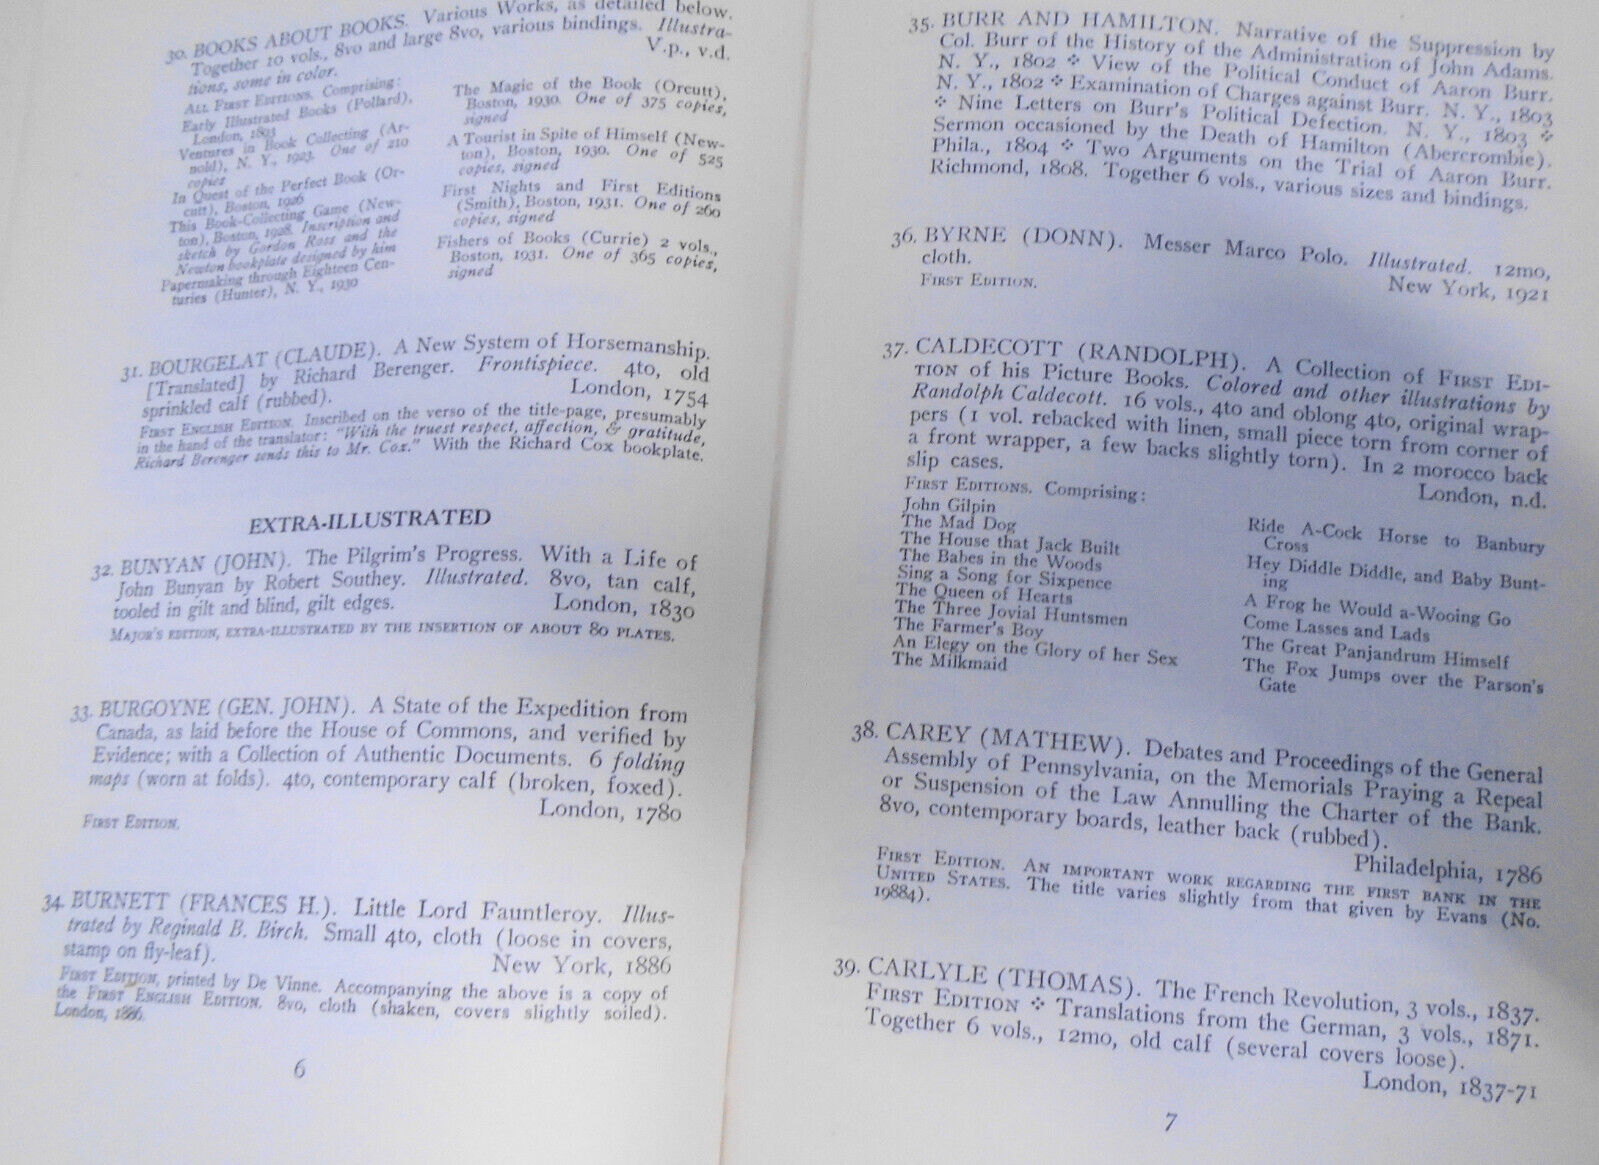 30. BOOKS ABOUT BOOKS. Various Works, as detailed below.
Together 10 vols., 8vo and large 8vo, various bindings. Illustra-
tions, some in color. V.p., v.d.
ALL FIRST EDITIONS. Comprising:
Early Illustrated Books (Pollard),
London, 1893
Ventures in Book Collecting (Ar-
nold), N. Y., 1923. One of 210
copies
In Quest of the Perfect Book (Or-
cutt), Boston, 1926
This Book-Collecting Game (New-
ton), Boston, 1928. Inscription and
sketch by Gordon Ross and the
Newton bookplate designed by him
Papermaking through Eighteen Cen-
turies (Hunter), N. Y., 1930
The Magic of the Book (Orcutt),
Boston, 1930. One of 375 copies,
signed
A Tourist in Spite of Himself (New-
ton), Boston, 1930. One of 525
copies, signed
First Nights and First Editions
(Smith), Boston, 1931. One of 260
copies, signed
Fishers of Books (Currie) 2 vols.,
Boston, 1931. One of 365 copies,
signed
31. BOURGELAT (CLAUDE). A New System of Horsemanship.
[Translated] by Richard Berenger. Frontispiece. 4to, old
sprinkled calf (rubbed). London, 1754
FIRST ENGLISH EDITION. Inscribed on the verso of the title-page, presumably
in the hand of the translator: "With the truest respect, affection, & gratitude,
Richard Berenger sends this to Mr. Cox." With the Richard Cox bookplate.
EXTRA-ILLUSTRATED
32. BUNYAN (JOHN). The Pilgrim's Progress. With a Life of
John Bunyan by Robert Southey. Illustrated. 8vo, tan calf,
tooled in gilt and blind, gilt edges. London, 1830
MAJOR'S EDITION, EXTRA-ILLUSTRATED BY THE INSERTION OF ABOUT 80 PLATES.
33. BURGOYNE (GEN. JOHN). A State of the Expedition from
Canada, as laid before the House of Commons, and verified by
Evidence; with a Collection of Authentic Documents. 6 folding
maps (worn at folds). 4to, contemporary calf (broken, foxed).
London, 1780
FIRST EDITION.
34. BURNETT (FRANCES H.). Little Lord Fauntleroy. Illus-
trated by Reginald B. Birch. Small 4to, cloth (loose in covers,
stamp on fly-leaf). New York, 1886
FIRST EDITION, printed by De Vinne. Accompanying the above is a copy of
the FIRST ENGLISH EDITION. 8vo, cloth (shaken, covers slightly soiled).
London, 1886.
6
35. BURR AND HAMILTON. Narrative of the Suppression by
Col. Burr of the History of the Administration of John Adams.
N. Y., 1802 ❖ View of the Political Conduct of Aaron Burr.
N. Y., 1802 ❖ Examination of Charges against Burr. N. Y., 1803
❖ Nine Letters on Burr's Political Defection. N. Y., 1803 ❖
Sermon occasioned by the Death of Hamilton (Abercrombie).
Phila., 1804 ❖ Two Arguments on the Trial of Aaron Burr.
Richmond, 1808. Together 6 vols., various sizes and bindings.
36. BYRNE (DONN). Messer Marco Polo. Illustrated. 12mo,
cloth. New York, 1921
FIRST EDITION.
37. CALDECOTT (RANDOLPH). A Collection of FIRST EDI-
TION of his Picture Books. Colored and other illustrations by
Randolph Caldecott. 16 vols., 4to and oblong 4to, original wrap-
pers (1 vol. rebacked with linen, small piece torn from corner of
a front wrapper, a few backs slightly torn). In 2 morocco back
slip cases. London, n.d.
FIRST EDITIONS. Comprising:
John Gilpin
The Mad Dog
The House that Jack Built
The Babes in the Woods
Sing a Song for Sixpence
The Queen of Hearts
The Three Jovial Huntsmen
The Farmer's Boy
An Elegy on the Glory of her Sex
The Milkmaid
Ride A-Cock Horse to Banbury
Cross
Hey Diddle Diddle, and Baby Bunt-
ing
A Frog he Would a-Wooing Go
Come Lasses and Lads
The Great Panjandrum Himself
The Fox Jumps over the Parson's
Gate
38. CAREY (MATHEW). Debates and Proceedings of the General
Assembly of Pennsylvania, on the Memorials Praying a Repeal
or Suspension of the Law Annulling the Charter of the Bank.
8vo, contemporary boards, leather back (rubbed).
Philadelphia, 1786
FIRST EDITION. AN IMPORTANT WORK REGARDING THE FIRST BANK IN THE
UNITED STATES. The title varies slightly from that given by Evans (No.
19884).
39. CARLYLE (THOMAS). The French Revolution, 3 vols., 1837.
FIRST EDITION ❖ Translations from the German, 3 vols., 1871.
Together 6 vols., 12mo, old calf (several covers loose).
London, 1837-71
7